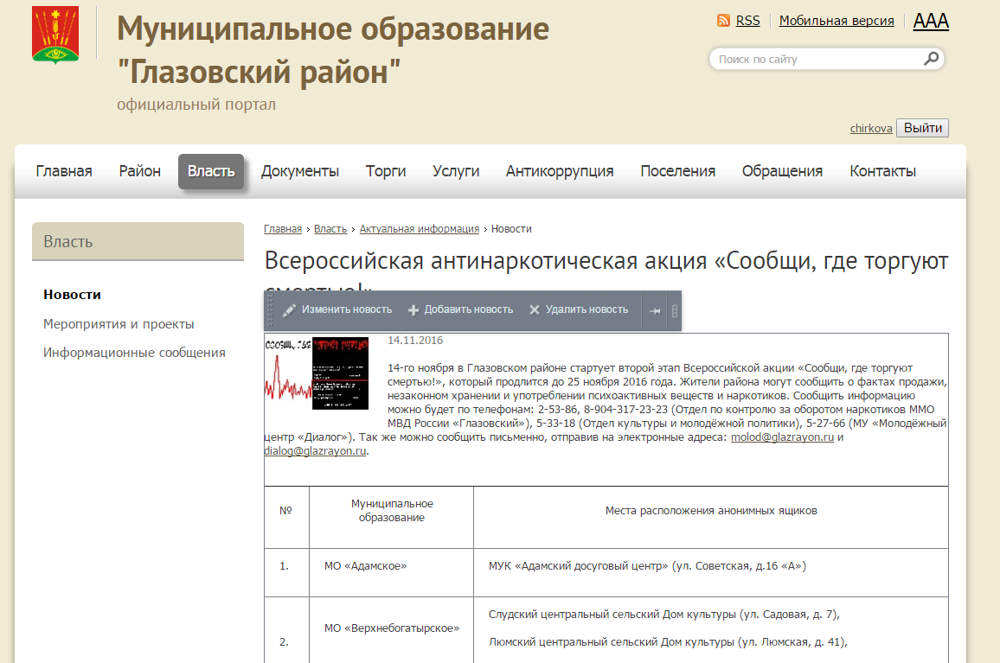 Муниципальное образование
"Глазовский район"
официальный портал
RSS
Мобильная версия
AAA
Поиск по сайту
chirkova
Выйти
Главная Район Власть Документы Торги Услуги Антикоррупция Поселения Обращения Контакты
Власть
Новости
Мероприятия и проекты
Информационные сообщения
Главная › Власть › Актуальная информация › Новости
Всероссийская антинаркотическая акция «Сообщи, где торгуют
смертью!»
Изменить новость Добавить новость Удалить новость
СООБЩИ, ГДЕ
14.11.2016
14-го ноября в Глазовском районе стартует второй этап Всероссийской акции «Сообщи, где торгуют
смертью!», который продлится до 25 ноября 2016 года. Жители района могут сообщить о фактах продажи,
незаконном хранении и употреблении психоактивных веществ и наркотиков. Сообщить информацию
можно будет по телефонам: 2-53-86, 8-904-317-23-23 (Отдел по контролю за оборотом наркотиков ММО
МВД России «Глазовский»), 5-33-18 (Отдел культуры и молодёжной политики), 5-27-66 (МУ «Молодёжный
центр «Диалог»). Так же можно сообщить письменно, отправив на электронные адреса: molod@glazrayon.ru и
dialog@glazrayon.ru.
№
Муниципальное
образование
Места расположения анонимных ящиков
1.
МО «Адамское»
МУК «Адамский досуговый центр» (ул. Советская, д.16 «А»)
2.
МО «Верхнебогатырское»
Слудский центральный сельский Дом культуры (ул. Садовая, д. 7),
Люмский центральный сельский Дом культуры (ул. Люмская, д. 41),